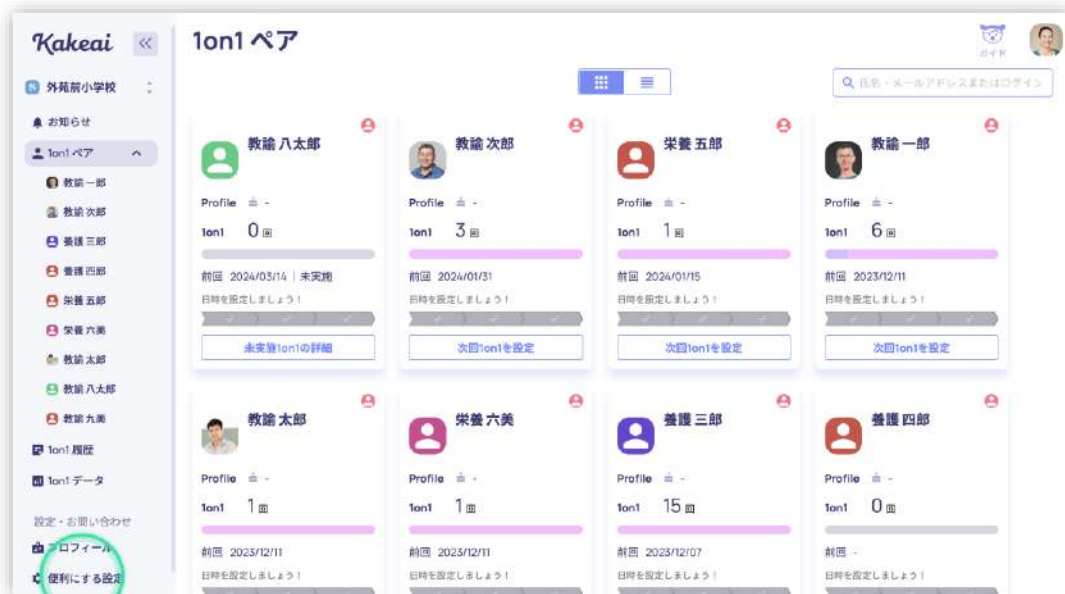 Kakeai
外苑前小学校
お知らせ
1on1 ペア
教諭 一郎
教諭 次郎
養護 三郎
養護 四郎
栄養 五郎
栄養 六美
教諭 太郎
教諭 八太郎
教諭 九美
1on1 履歴
1on1 データ
設定・お問い合わせ
プロフィール
便利にする設定
1on1 ペア
ガイド
氏名・メールアドレスまたはログイン
教諭 八太郎
Profile -
1on1 0 回
前回 2024/03/14 | 未実施
日時を設定しましょう!
未実施1on1の詳細
教諭 次郎
Profile -
1on1 3 回
前回 2024/01/31
日時を設定しましょう!
次回1on1を設定
栄養 五郎
Profile -
1on1 1 回
前回 2024/01/15
日時を設定しましょう!
次回1on1を設定
教諭 一郎
Profile -
1on1 6 回
前回 2023/12/11
日時を設定しましょう!
次回1on1を設定
教諭 太郎
Profile -
1on1 1 回
前回 2023/12/11
日時を設定しましょう!
栄養 六美
Profile -
1on1 1 回
前回 2023/12/11
日時を設定しましょう!
養護 三郎
Profile -
1on1 15 回
前回 2023/12/07
日時を設定しましょう!
養護 四郎
Profile -
1on1 0 回
前回 -
日時を設定しましょう!